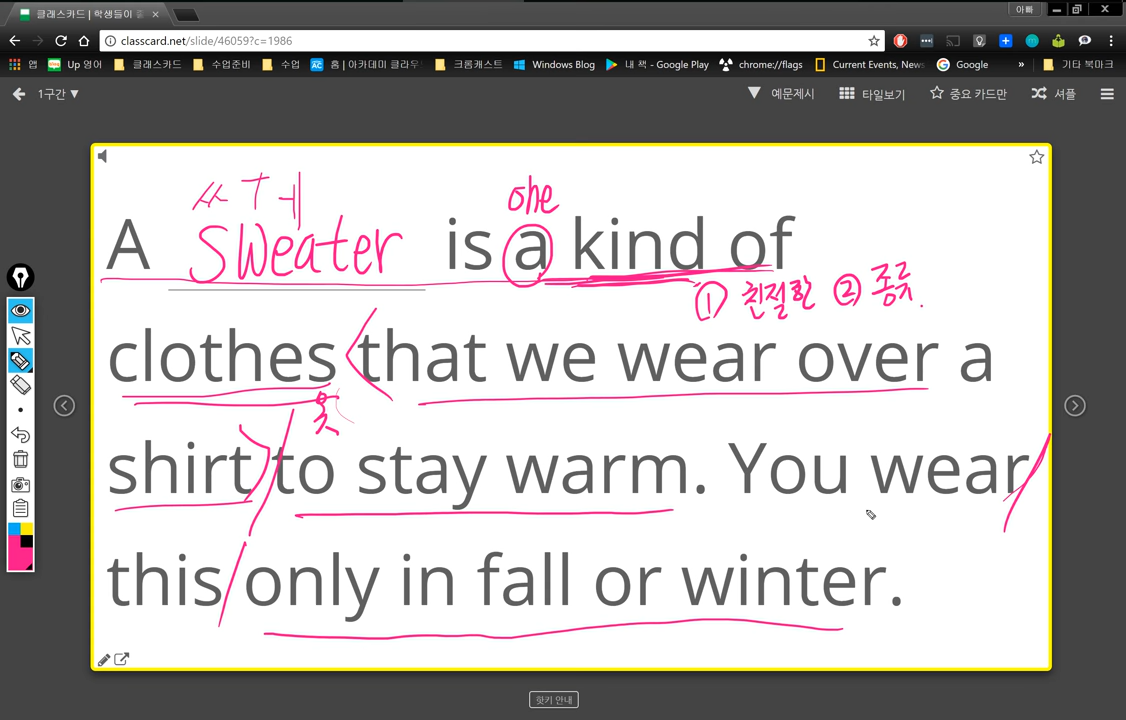 클래스카드 | 학생들이 좋
아빠
classcard.net/slide/46059?c=1986
앱 Up 영어 클래스카드 수업준비 수업 홈 | 아카데미 클라우 크롬캐스트 Windows Blog 내 책 - Google Play chrome://flags Current Events, News Google » 기타 북마크
1구간 ▼ ▼ 예문제시 타일보기 중요 카드만 셔플
ㅆㅜㅔ one
A sweater is a kind of
① 친절한 ② 종류.
clothes that we wear over a
옷
shirt to stay warm. You wear
this only in fall or winter.
핫키 안내